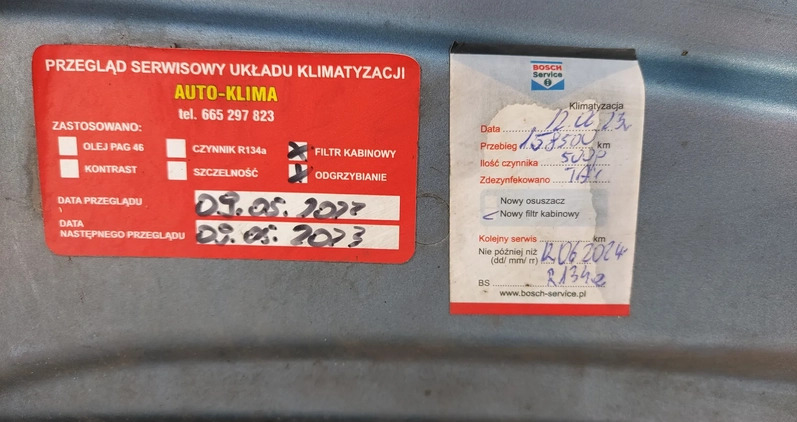 PRZEGLĄD SERWISOWY UKŁADU KLIMATYZACJI
AUTO-KLIMA
tel. 665 297 823
ZASTOSOWANO:
OLEJ PAG 46
CZYNNIK R134a
FILTR KABINOWY
KONTRAST
SZCZELNOŚĆ
ODGRZYBIANIE
DATA PRZEGLĄDU 09.05.2022
DATA
NASTĘPNEGO PRZEGLĄDU 09.05.2023
BOSCH
Service
Klimatyzacja
Data
Przebieg 158500 km
Ilość czynnika
Zdezynfekowano TAK
Nowy osuszacz
Nowy filtr kabinowy
Kolejny serwis km
Nie później niż
(dd/ mm/ rr) 12.06.2024
BS R134a
www.bosch-service.pl